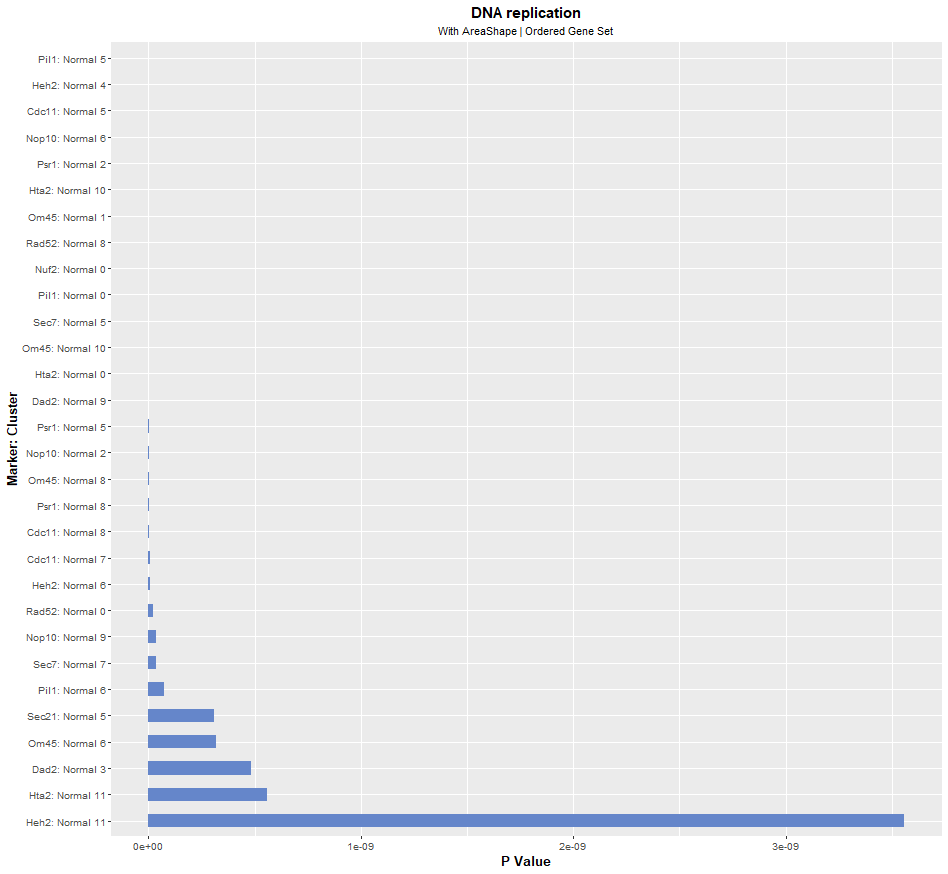 DNA replication
With AreaShape | Ordered Gene Set
Marker: Cluster
Pil1: Normal 5
Heh2: Normal 4
Cdc11: Normal 5
Nop10: Normal 6
Psr1: Normal 2
Hta2: Normal 10
Om45: Normal 1
Rad52: Normal 8
Nuf2: Normal 0
Pil1: Normal 0
Sec7: Normal 5
Om45: Normal 10
Hta2: Normal 0
Dad2: Normal 9
Psr1: Normal 5
Nop10: Normal 2
Om45: Normal 8
Psr1: Normal 8
Cdc11: Normal 8
Cdc11: Normal 7
Heh2: Normal 6
Rad52: Normal 0
Nop10: Normal 9
Sec7: Normal 7
Pil1: Normal 6
Sec21: Normal 5
Om45: Normal 6
Dad2: Normal 3
Hta2: Normal 11
Heh2: Normal 11
0e+00 1e-09 2e-09 3e-09
P Value